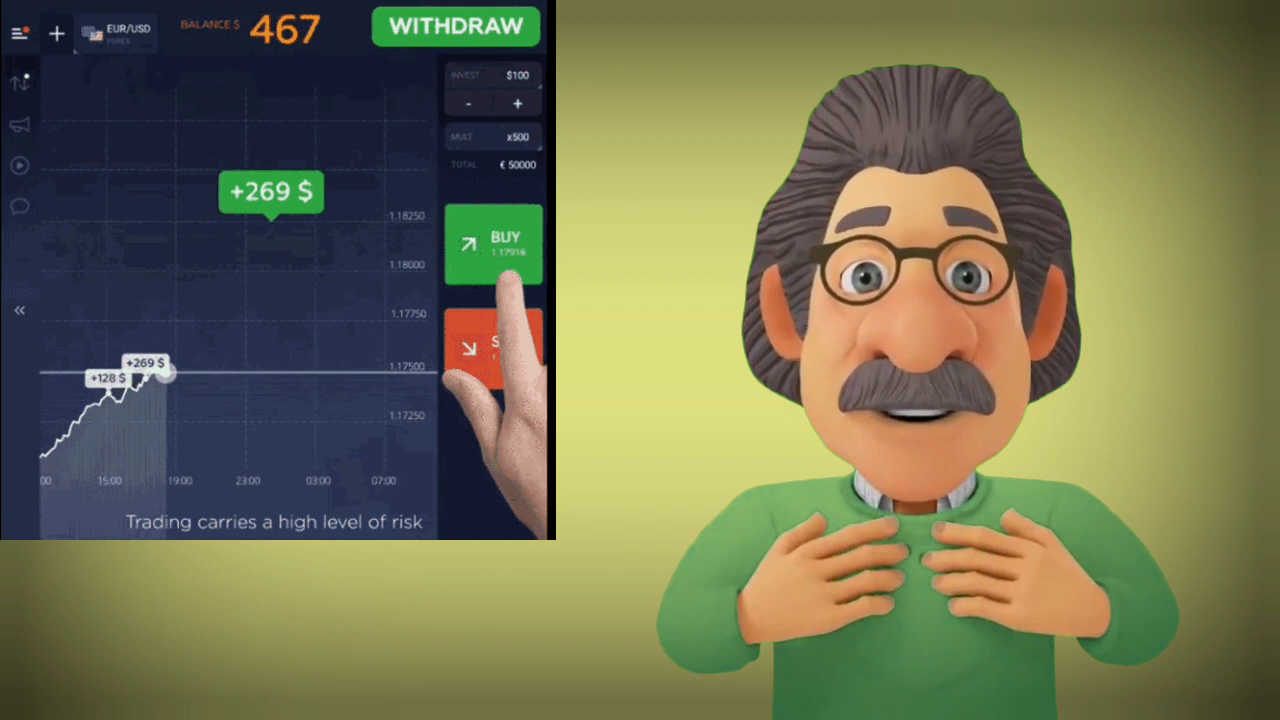 EUR/USD
FOREX
BALANCE $ 467
WITHDRAW
INVEST $100
- +
MULT x500
TOTAL € 50000
+269 $
BUY
1.18250
1.18000
1.17750
+269 $
+128 $
1.17500
1.17250
00 15:00 19:00 23:00 03:00 07:00
Trading carries a high level of risk